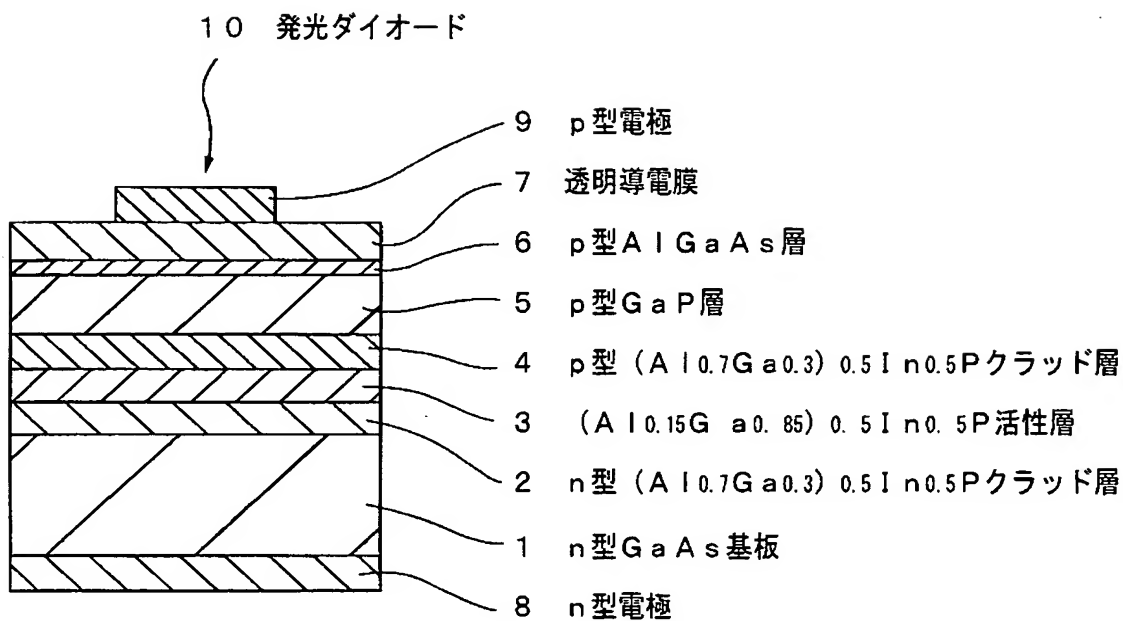 １０ 発光ダイオード
９ ｐ型電極
７ 透明導電膜
６ ｐ型ＡｌＧａＡｓ層
５ ｐ型ＧａＰ層
４ ｐ型（Ａｌ0.7Ｇａ0.3）0.5Ｉｎ0.5Ｐクラッド層
３ （Ａｌ0.15Ｇａ0.85）0.5Ｉｎ0.5Ｐ活性層
２ ｎ型（Ａｌ0.7Ｇａ0.3）0.5Ｉｎ0.5Ｐクラッド層
１ ｎ型ＧａＡｓ基板
８ ｎ型電極